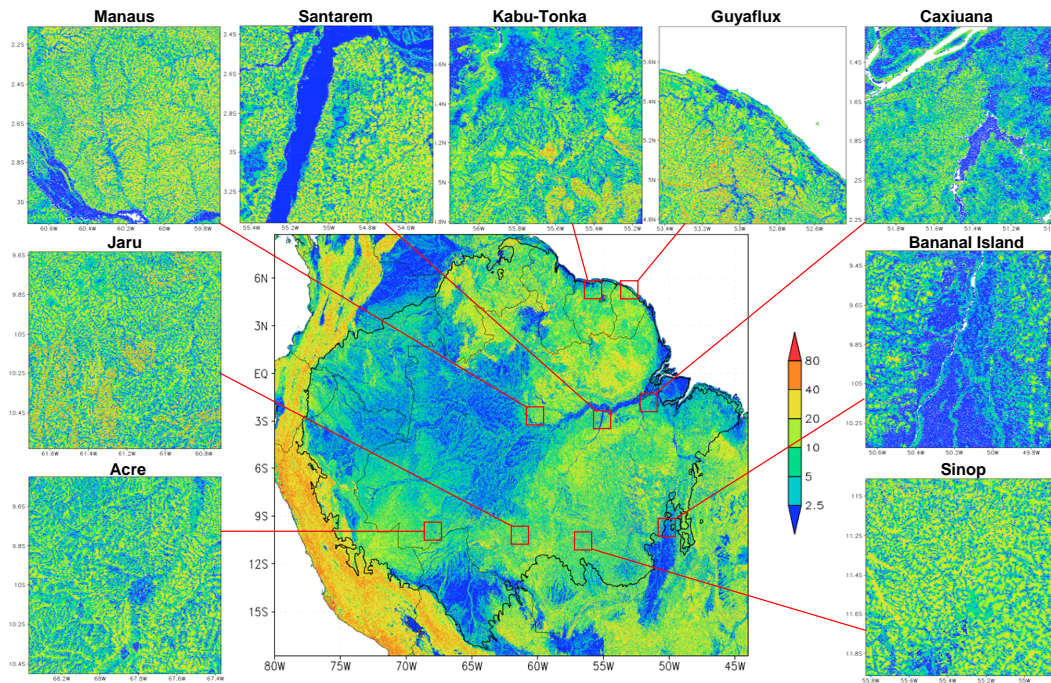 Manaus
Santarem
Kabu-Tonka
Guyaflux
Caxiuana
2.2S
2.4S
2.6S
2.8S
3S
60.6W 60.4W 60.2W 60W 59.8W
2.4S
2.6S
2.8S
3S
3.2S
55.4W 55.2W 55W 54.8W 54.6W
5.6N
5.4N
5.2N
5N
4.8N
56W 55.8W 55.6W 55.4W 55.2W
5.6N
5.4N
5.2N
5N
4.8N
53.4W 53.2W 53W 52.8W 52.6W
1.4S
1.6S
1.8S
2S
2.2S
51.8W 51.6W 51.4W 51.2W
Jaru
9.6S
9.8S
10S
10.2S
10.4S
61.6W 61.4W 61.2W 61W 60.8W
Bananal Island
9.4S
9.6S
9.8S
10S
10.2S
50.6W 50.4W 50.2W 50W 49.8W
Acre
9.6S
9.8S
10S
10.2S
10.4S
68.2W 68W 67.8W 67.6W 67.4W
Sinop
11S
11.2S
11.4S
11.6S
11.8S
55.8W 55.6W 55.4W 55.2W 55W
6N
3N
EQ
3S
6S
9S
12S
15S
80W 75W 70W 65W 60W 55W 50W 45W
80
40
20
10
5
2.5